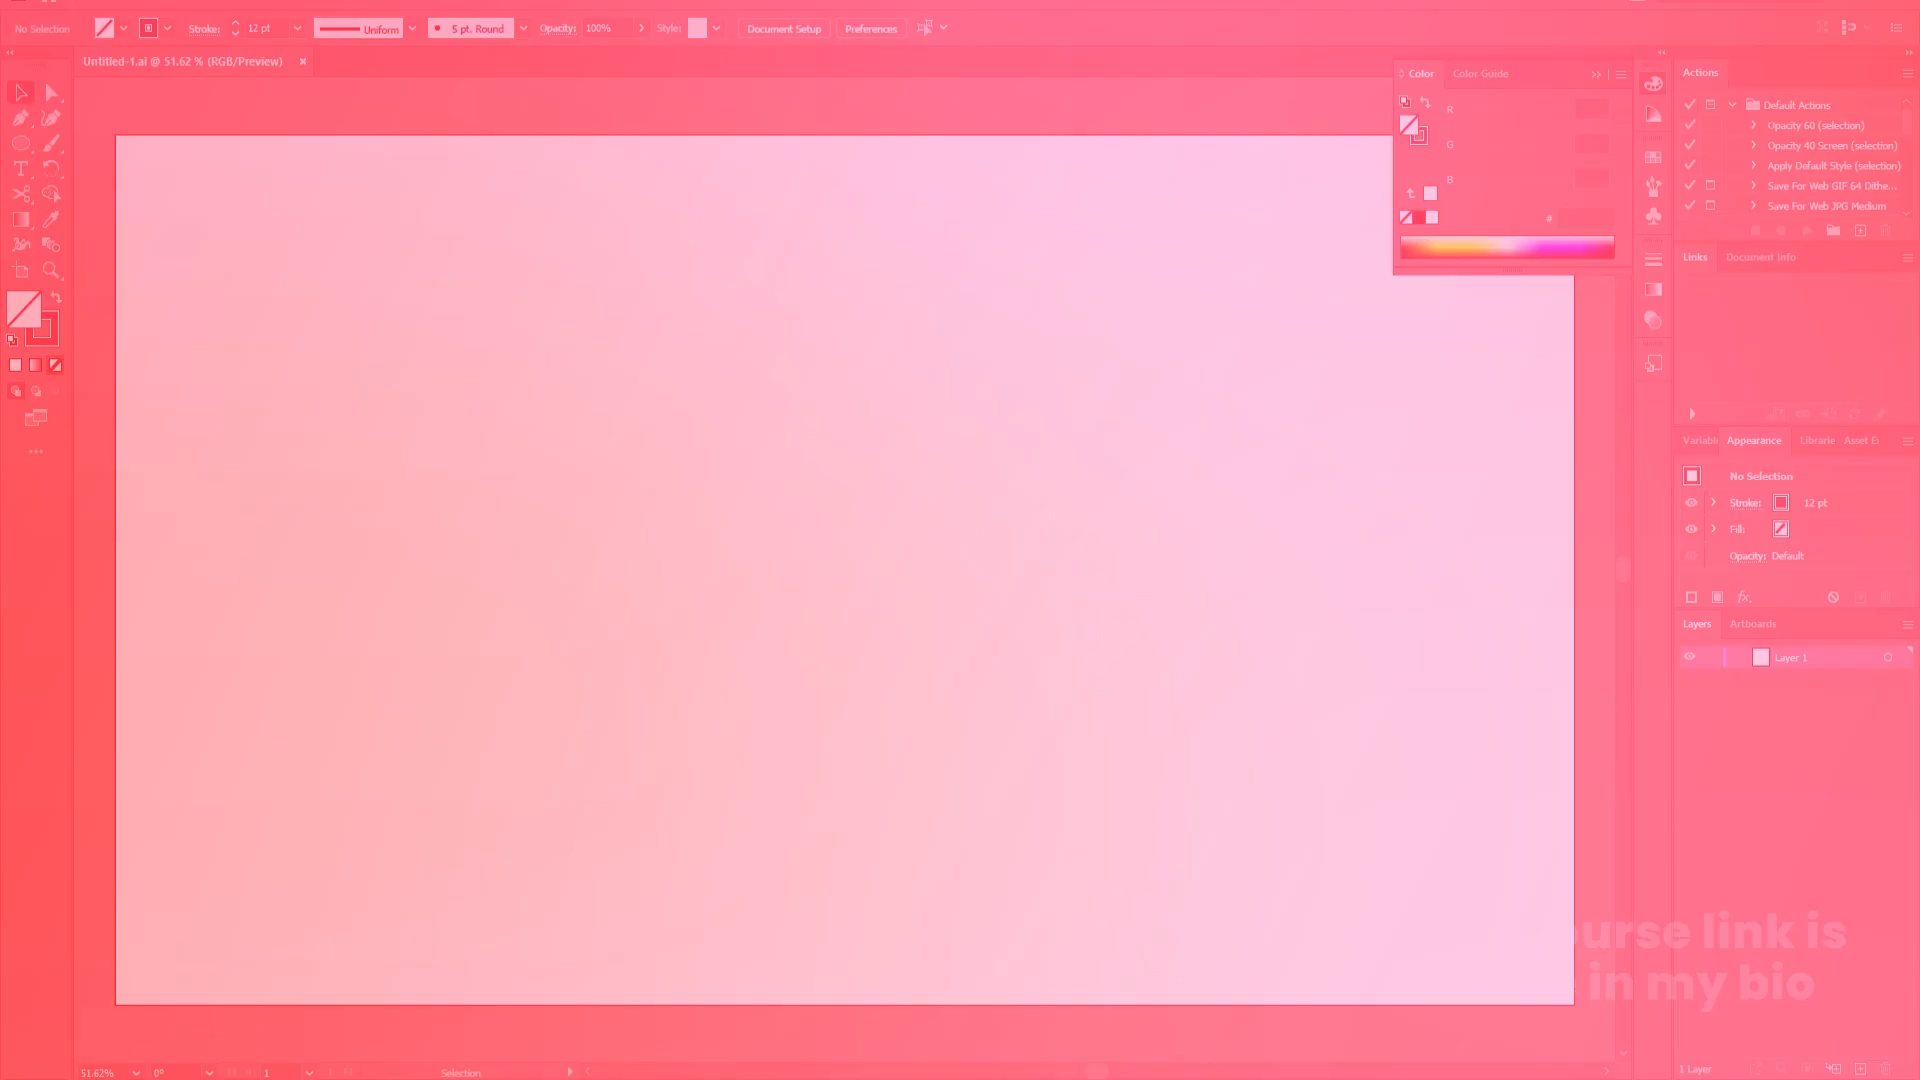 No Selection
Stroke:
12 pt
Uniform
5 pt. Round
Opacity:
100%
Style:
Document Setup
Preferences
Untitled-1.ai @ 51.62 % (RGB/Preview)
Color
Color Guide
R
G
B
#
Actions
Default Actions
Opacity 60 (selection)
Opacity 40 Screen (selection)
Apply Default Style (selection)
Save For Web GIF 64 Dithe...
Save For Web JPG Medium
Links
Document Info
Variabl
Appearance
Librarie
Asset E
No Selection
Stroke:
12 pt
Fill:
Opacity: Default
fx.
Layers
Artboards
Layer 1
urse link is
in my bio
51.62%
0°
1
Selection
1 Layer